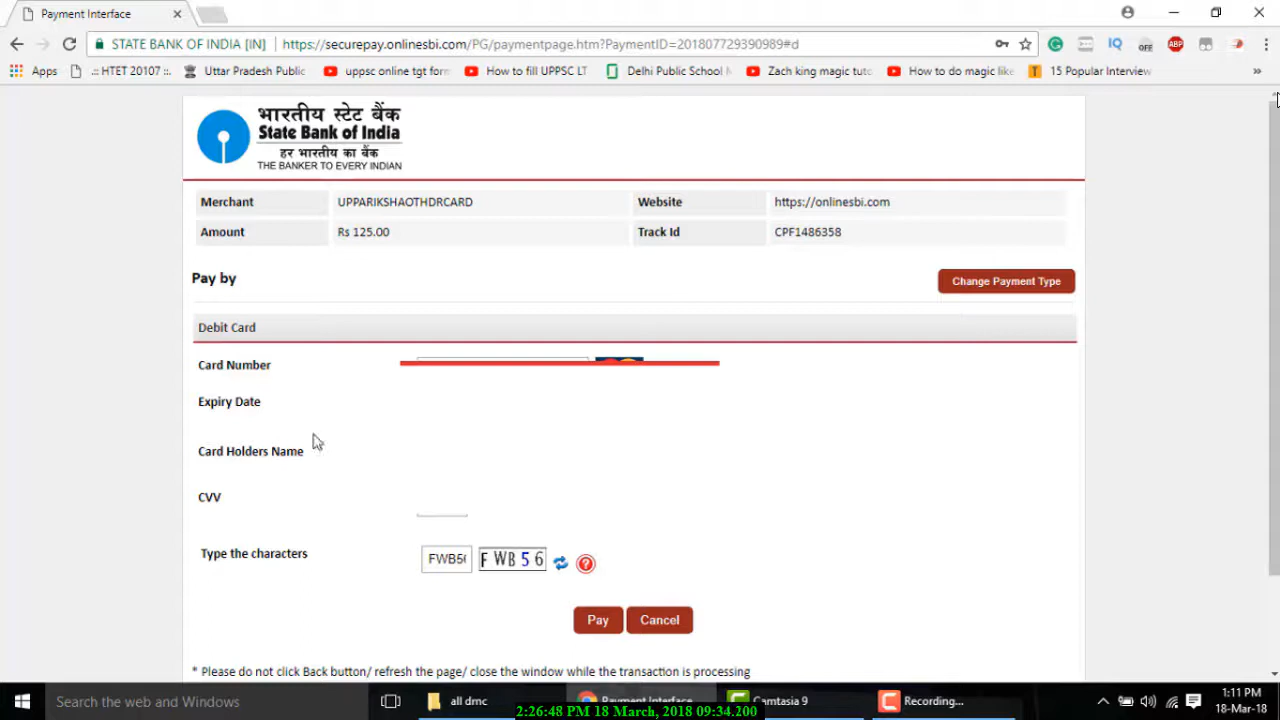 Payment Interface
STATE BANK OF INDIA [IN] https://securepay.onlinesbi.com/PG/paymentpage.htm?PaymentID=201807729390989#d
IQ OFF ABP
Apps .:: HTET 20107 ::. Uttar Pradesh Public uppsc online tgt form How to fill UPPSC LT Delhi Public School Zach king magic tuto How to do magic like 15 Popular Interview »
भारतीय स्टेट बैंक
State Bank of India
हर भारतीय का बैंक
THE BANKER TO EVERY INDIAN
Merchant UPPARIKSHAOTHDRCARD Website https://onlinesbi.com
Amount Rs 125.00 Track Id CPF1486358
Pay by Change Payment Type
Debit Card
Card Number
Expiry Date
Card Holders Name
CVV
Type the characters FWB56 FWB56
Pay Cancel
* Please do not click Back button/ refresh the page/ close the window while the transaction is processing
Search the web and Windows all dmc Payment Interface Camtasia 9 Recording... 1:11 PM
18-Mar-18
2:26:48 PM 18 March, 2018 09:34.200